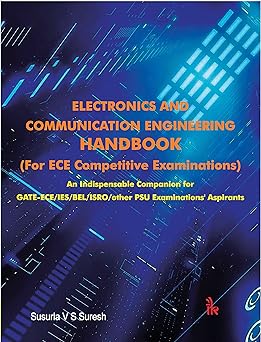 ELECTRONICS AND
COMMUNICATION ENGINEERING
HANDBOOK
(For ECE Competitive Examinations)
An Indispensable Companion for
GATE-ECE/IES/BEL/ISRO/other PSU Examinations' Aspirants
Susurla V S Suresh